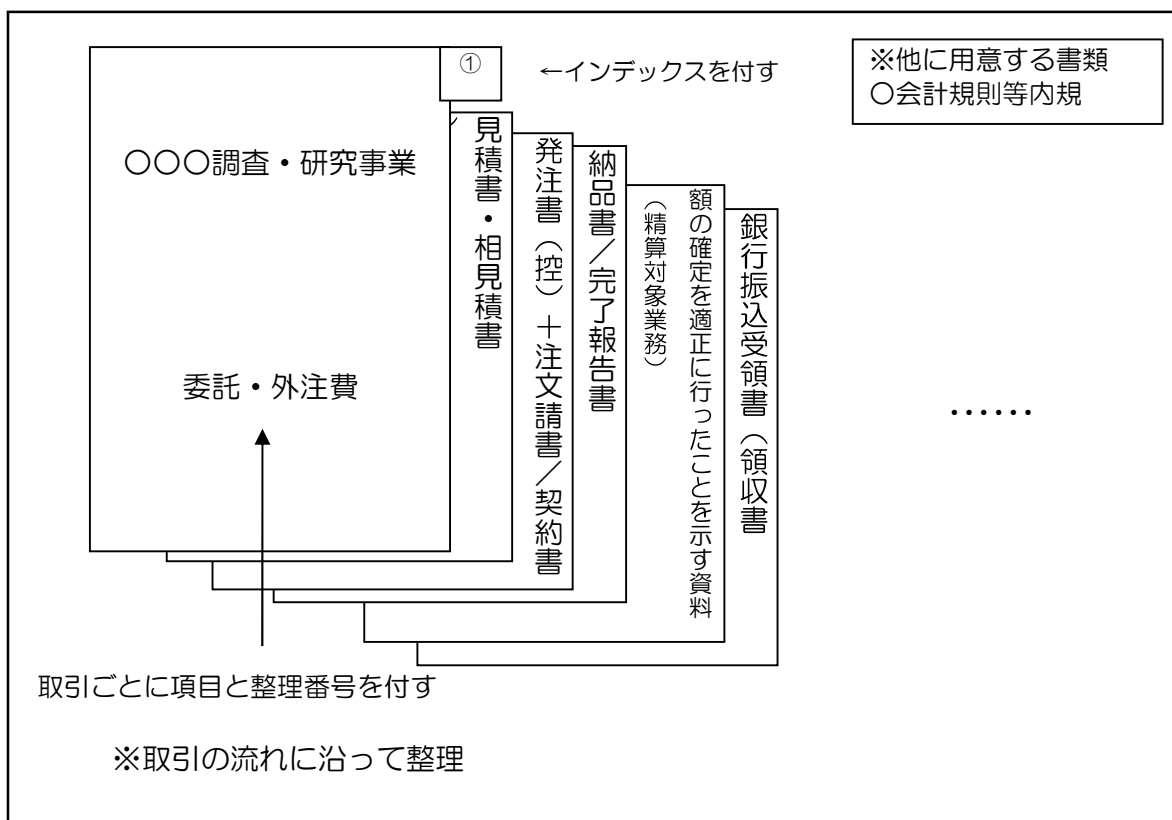 ①
←インデックスを付す
※他に用意する書類
○会計規則等内規
○○○調査・研究事業
委託・外注費
見積書・相見積書
発注書（控）＋注文請書／契約書
納品書／完了報告書
額の確定を適正に行ったことを示す資料
（精算対象業務）
銀行振込受領書（領収書
……
取引ごとに項目と整理番号を付す
※取引の流れに沿って整理